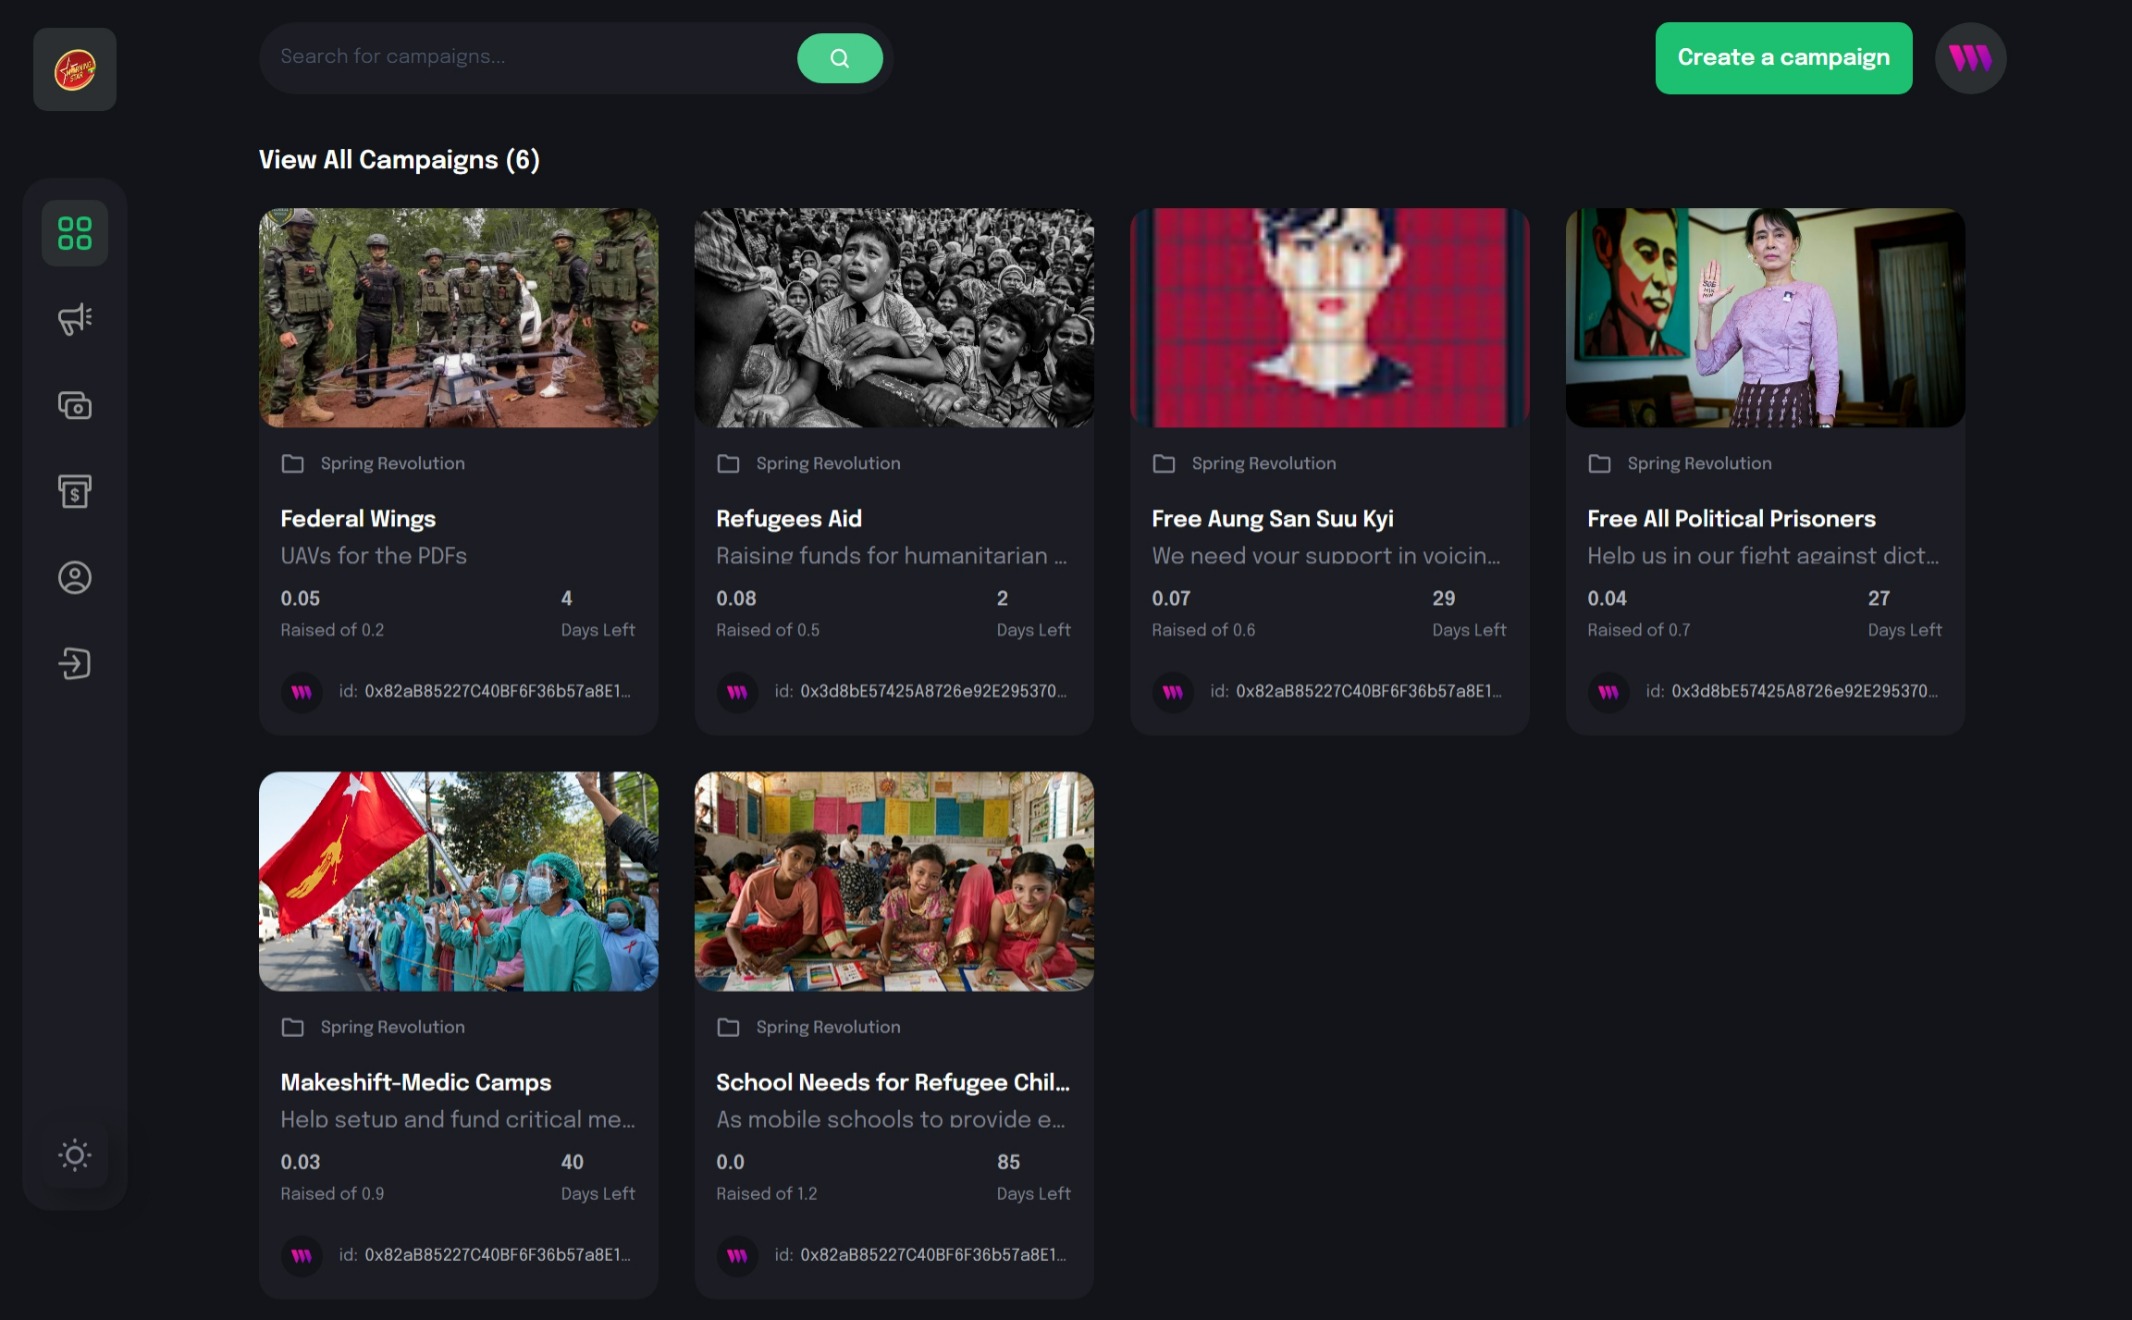 Search for campaigns...
Create a campaign
View All Campaigns (6)
Spring Revolution
Federal Wings
UAVs for the PDFs
0.05
4
Raised of 0.2
Days Left
id: 0x82aB85227C40BF6F36b57a8E1...
Spring Revolution
Refugees Aid
Raising funds for humanitarian ...
0.08
2
Raised of 0.5
Days Left
id: 0x3d8bE57425A8726e92E295370...
Spring Revolution
Free Aung San Suu Kyi
We need your support in voicin...
0.07
29
Raised of 0.6
Days Left
id: 0x82aB85227C40BF6F36b57a8E1...
Spring Revolution
Free All Political Prisoners
Help us in our fight against dict...
0.04
27
Raised of 0.7
Days Left
id: 0x3d8bE57425A8726e92E295370...
Spring Revolution
Makeshift-Medic Camps
Help setup and fund critical me...
0.03
40
Raised of 0.9
Days Left
id: 0x82aB85227C40BF6F36b57a8E1...
Spring Revolution
School Needs for Refugee Chil...
As mobile schools to provide e...
0.0
85
Raised of 1.2
Days Left
id: 0x82aB85227C40BF6F36b57a8E1...